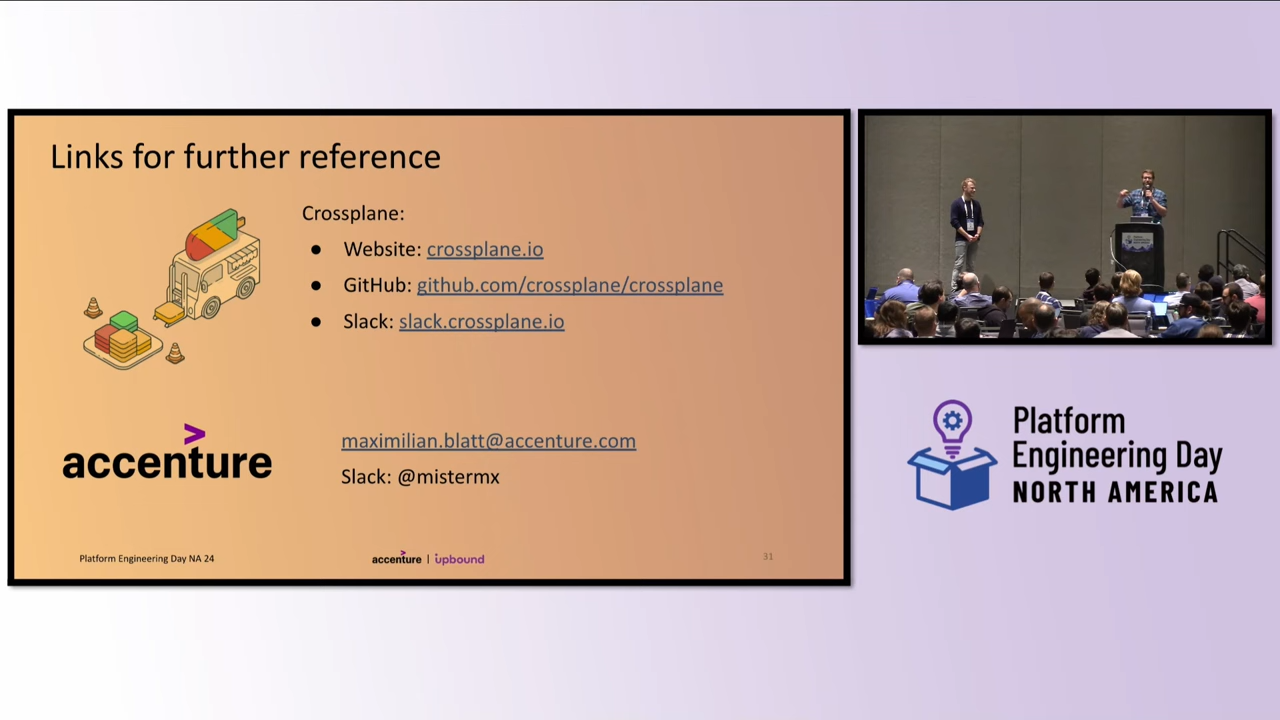 Links for further reference
Crossplane:
● Website: crossplane.io
● GitHub: github.com/crossplane/crossplane
● Slack: slack.crossplane.io
accenture
maximilian.blatt@accenture.com
Slack: @mistermx
Platform Engineering Day NA 24
accenture | upbound
31
Platform
Engineering Day
NORTH AMERICA